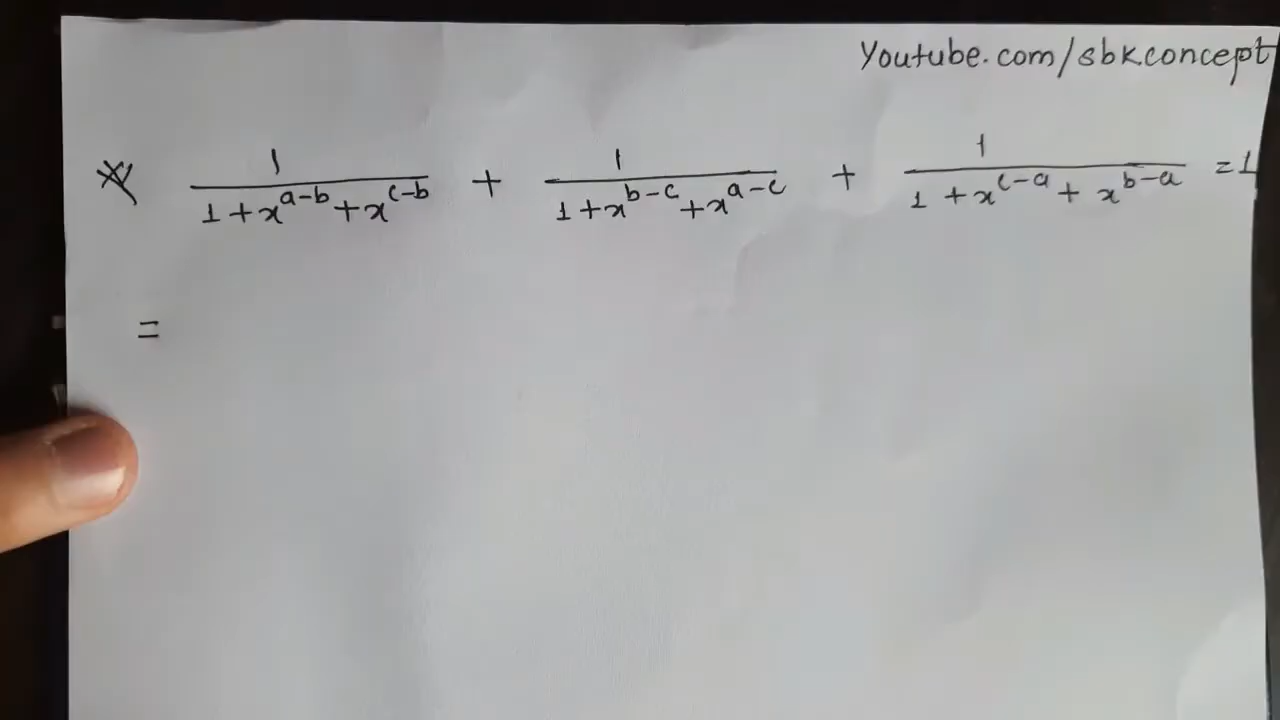 Youtube.com/sbkconcept
* 1/(1+x^(a-b)+x^(c-b)) + 1/(1+x^(b-c)+x^(a-c)) + 1/(1+x^(c-a)+x^(b-a)) =1
=